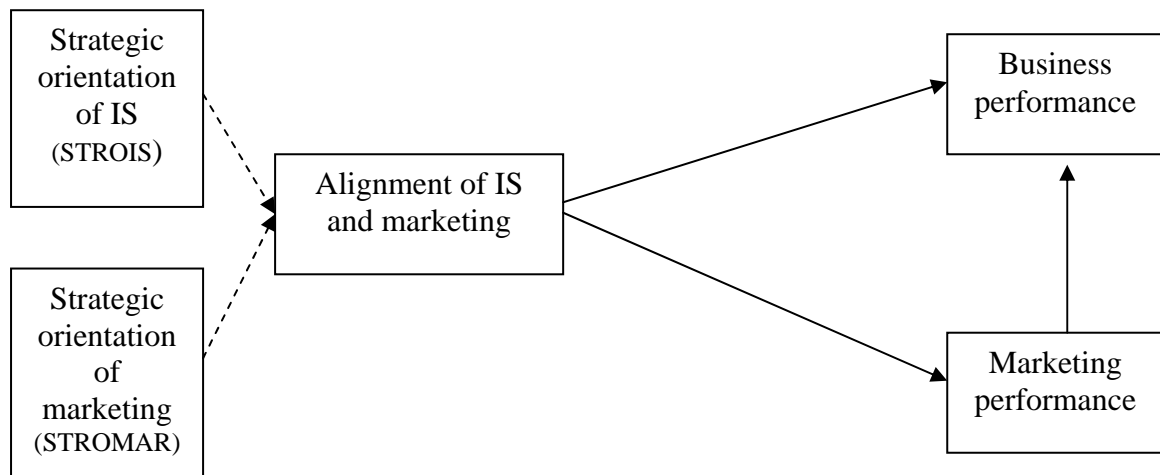 Strategic
orientation
of IS
(STROIS)
Strategic
orientation
of
marketing
(STROMAR)
Alignment of IS
and marketing
Business
performance
Marketing
performance